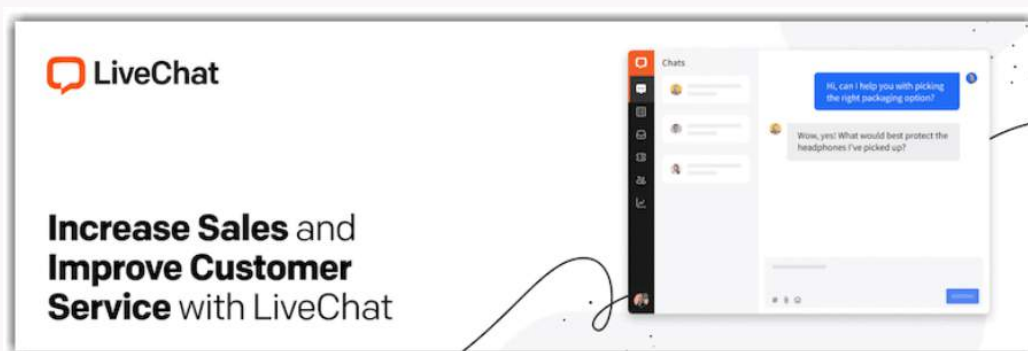 LiveChat
Increase Sales and
Improve Customer
Service with LiveChat
Chats
Hi, can I help you with picking
the right packaging option?
Wow, yes! What would best protect the
headphones I've picked up?